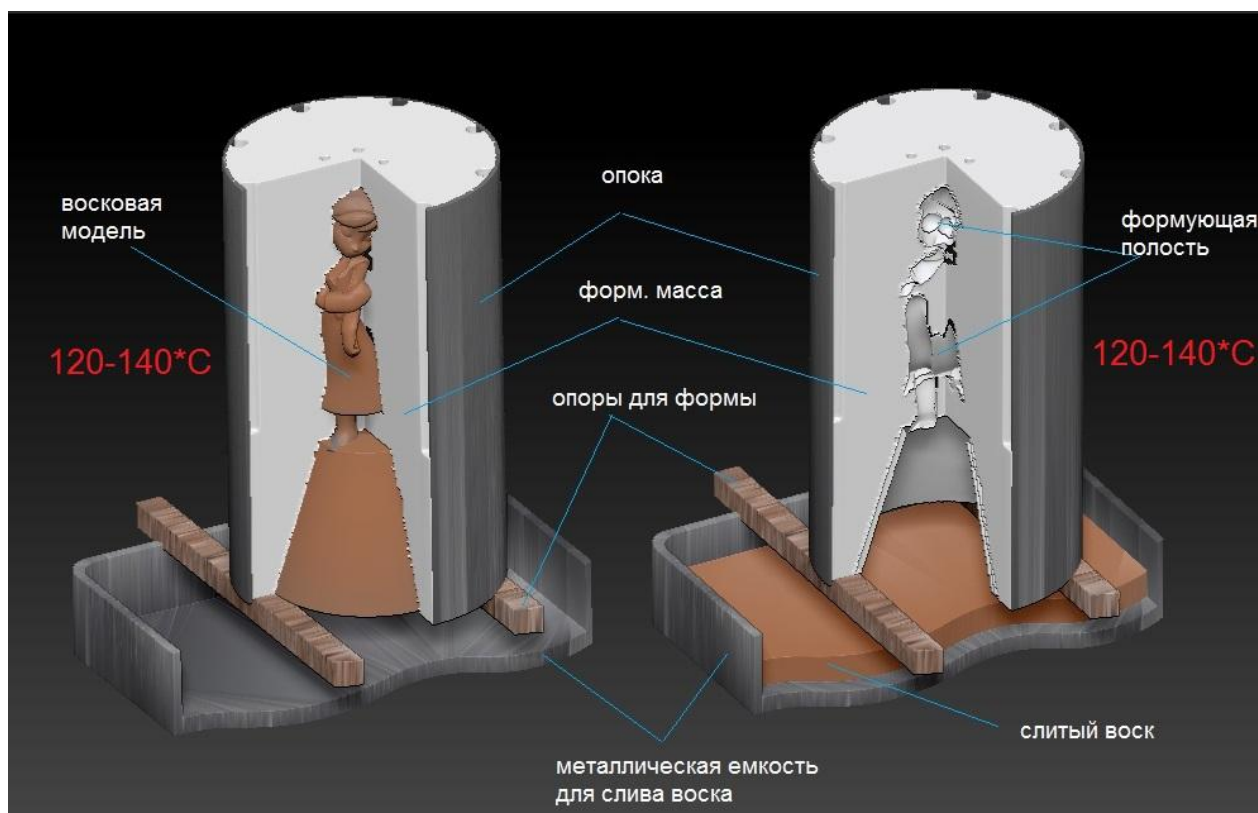 восковая
модель
опока
формующая
полость
форм. масса
120-140*C
120-140*C
опоры для формы
слитый воск
металлическая емкость
для слива воска